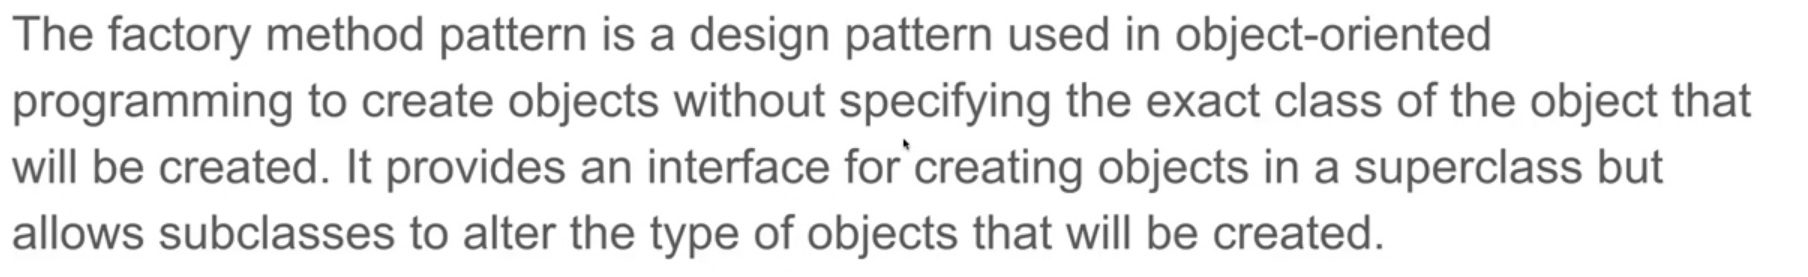 The factory method pattern is a design pattern used in object-oriented
programming to create objects without specifying the exact class of the object that
will be created. It provides an interface for creating objects in a superclass but
allows subclasses to alter the type of objects that will be created.